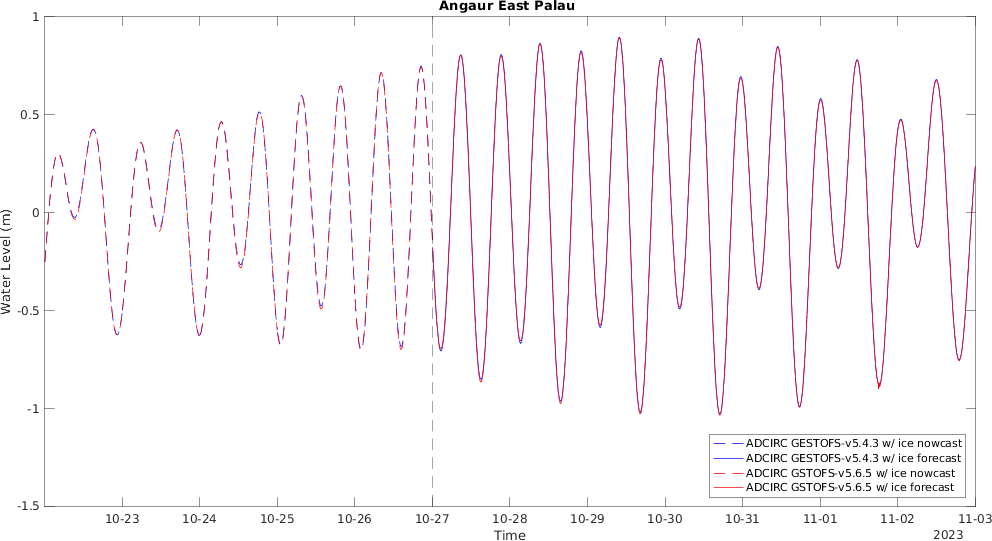 Angaur East Palau
1
0.5
0
-0.5
-1
-1.5
Water Level (m)
10-23 10-24 10-25 10-26 10-27 10-28 10-29 10-30 10-31 11-01 11-02 11-03
Time
2023
ADCIRC GESTOFS-v5.4.3 w/ ice nowcast
ADCIRC GESTOFS-v5.4.3 w/ ice forecast
ADCIRC GSTOFS-v5.6.5 w/ ice nowcast
ADCIRC GSTOFS-v5.6.5 w/ ice forecast